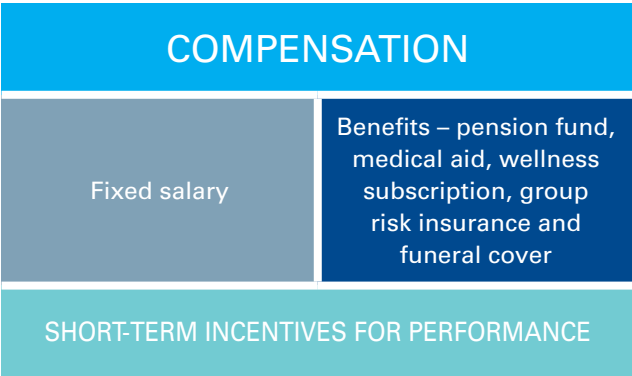 COMPENSATION
Fixed salary
Benefits – pension fund,
medical aid, wellness
subscription, group
risk insurance and
funeral cover
SHORT-TERM INCENTIVES FOR PERFORMANCE